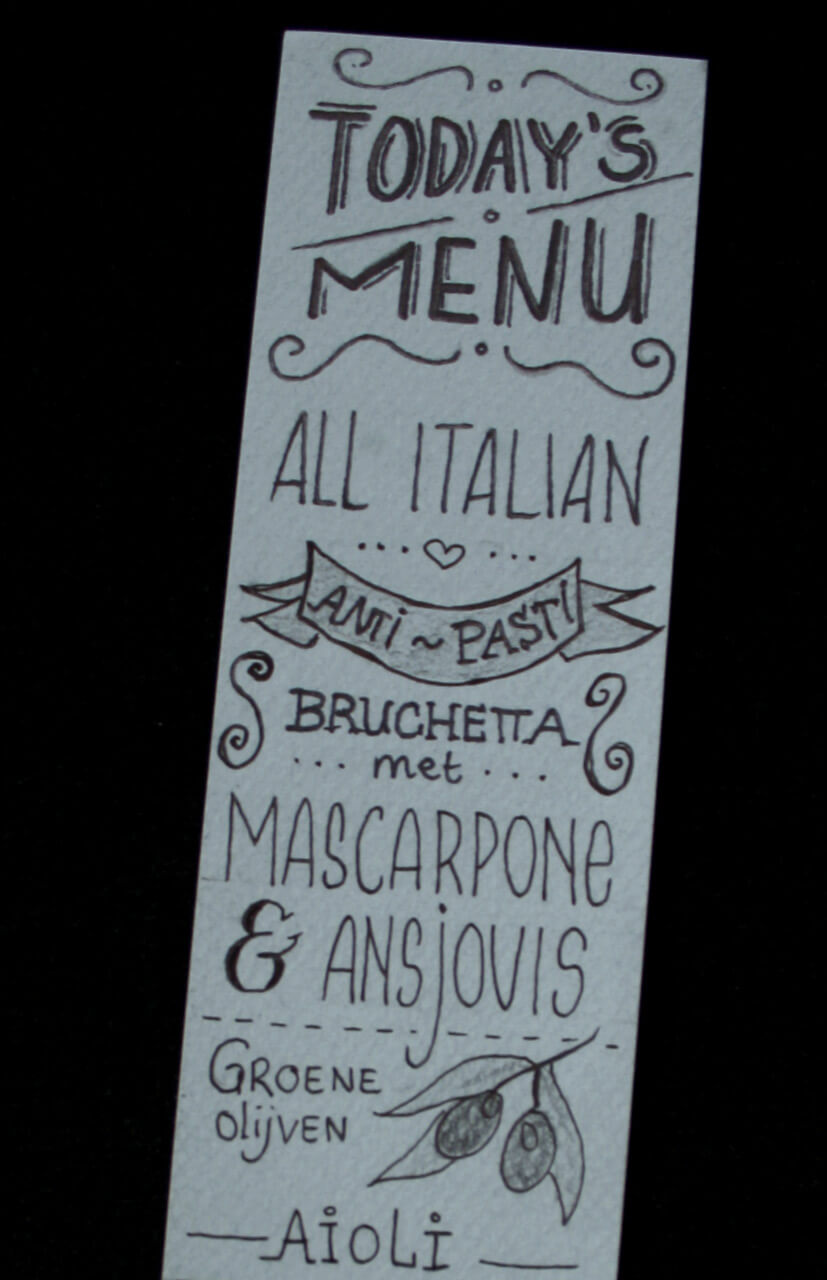 TODAY'S
MENU
ALL ITALIAN
ANTi ~ PASTi
BRUCHETTA
... met ...
MASCARPONe
& ANSjOVIS
GROENE
olijVEN
AiOLi